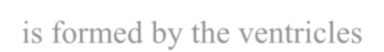 is formed by the ventricles